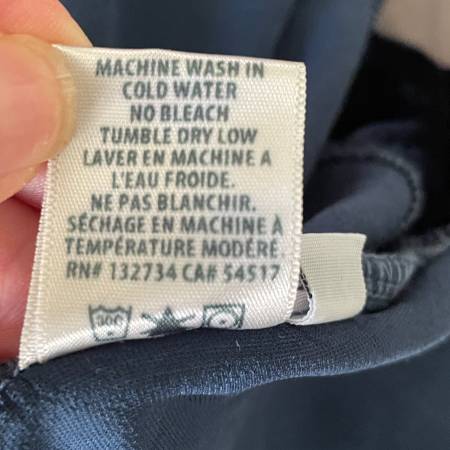 MACHINE WASH IN
COLD WATER
NO BLEACH
TUMBLE DRY LOW
LAVER EN MACHINE A
L'EAU FROIDE.
NE PAS BLANCHIR.
SÉCHAGE EN MACHINE À
TEMPÉRATURE MODÉRÉ.
RN# 132734 CA# 54517
30C